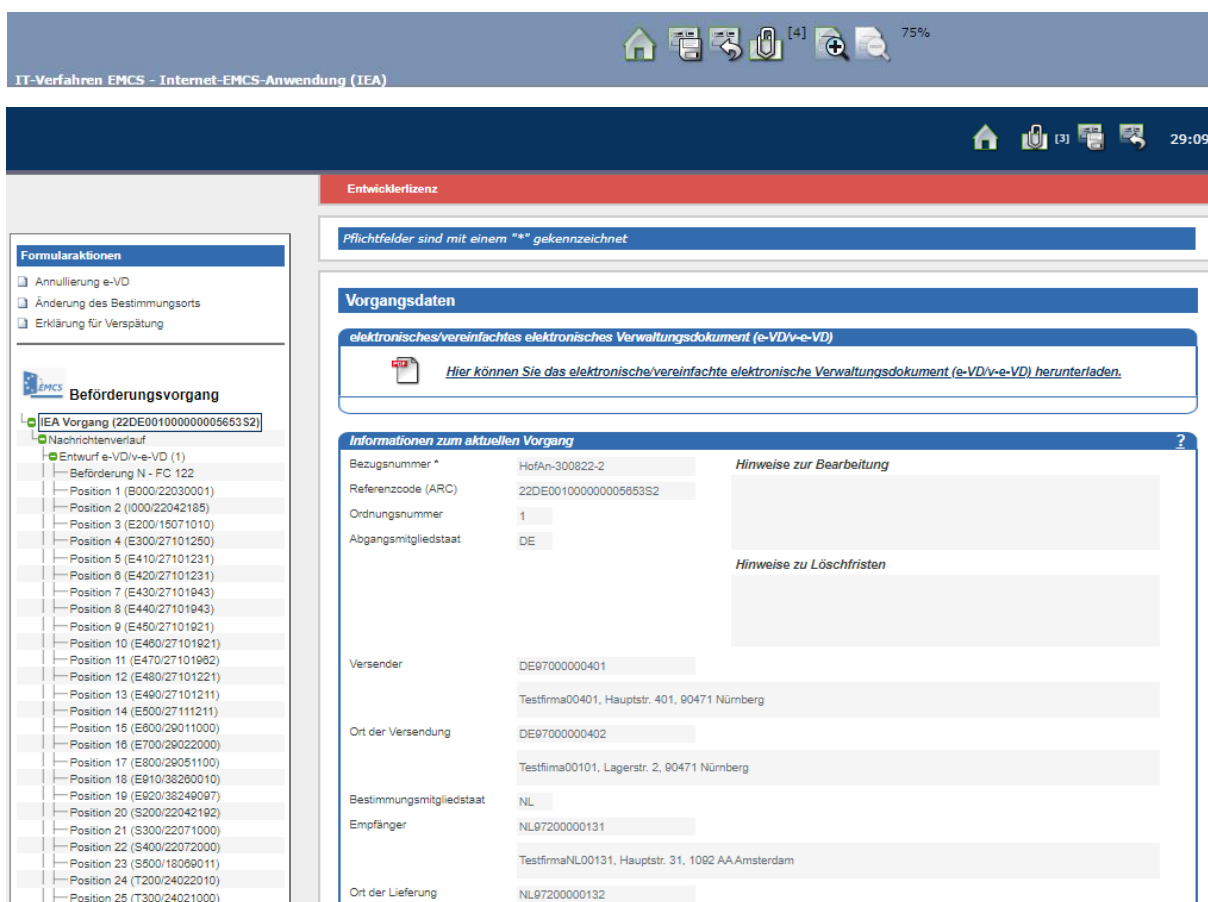 [4]
75%
IT-Verfahren EMCS - Internet-EMCS-Anwendung (IEA)
[3]
29:09
Entwicklerlizenz
Pflichtfelder sind mit einem "*" gekennzeichnet
Formularaktionen
Annullierung e-VD
Änderung des Bestimmungsorts
Erklärung für Verspätung
EMCS
Beförderungsvorgang
IEA Vorgang (22DE001000000005653S2)
Nachrichtenverlauf
Entwurf e-VD/v-e-VD (1)
Beförderung N - FC 122
Position 1 (B000/22030001)
Position 2 (I000/22042185)
Position 3 (E200/15071010)
Position 4 (E300/27101250)
Position 5 (E410/27101231)
Position 6 (E420/27101231)
Position 7 (E430/27101943)
Position 8 (E440/27101943)
Position 9 (E450/27101921)
Position 10 (E460/27101921)
Position 11 (E470/27101962)
Position 12 (E480/27101221)
Position 13 (E490/27101211)
Position 14 (E500/27111211)
Position 15 (E600/29011000)
Position 16 (E700/29022000)
Position 17 (E800/29051100)
Position 18 (E910/38260010)
Position 19 (E920/38249097)
Position 20 (S200/22042192)
Position 21 (S300/22071000)
Position 22 (S400/22072000)
Position 23 (S500/18069011)
Position 24 (T200/24022010)
Position 25 (T300/24021000)
Vorgangsdaten
elektronisches/vereinfachtes elektronisches Verwaltungsdokument (e-VD/v-e-VD)
Hier können Sie das elektronische/vereinfachte elektronische Verwaltungsdokument (e-VD/v-e-VD) herunterladen.
Informationen zum aktuellen Vorgang ?
Bezugsnummer * HofAn-300822-2 Hinweise zur Bearbeitung
Referenzcode (ARC) 22DE001000000005653S2
Ordnungsnummer 1
Abgangsmitgliedstaat DE
Hinweise zu Löschfristen
Versender DE97000000401
Testfirma00401, Hauptstr. 401, 90471 Nürnberg
Ort der Versendung DE97000000402
Testfiima00101, Lagerstr. 2, 90471 Nürnberg
Bestimmungsmitgliedstaat NL
Empfänger NL97200000131
TestfirmaNL00131, Hauptstr. 31, 1092 AA Amsterdam
Ort der Lieferung NL97200000132